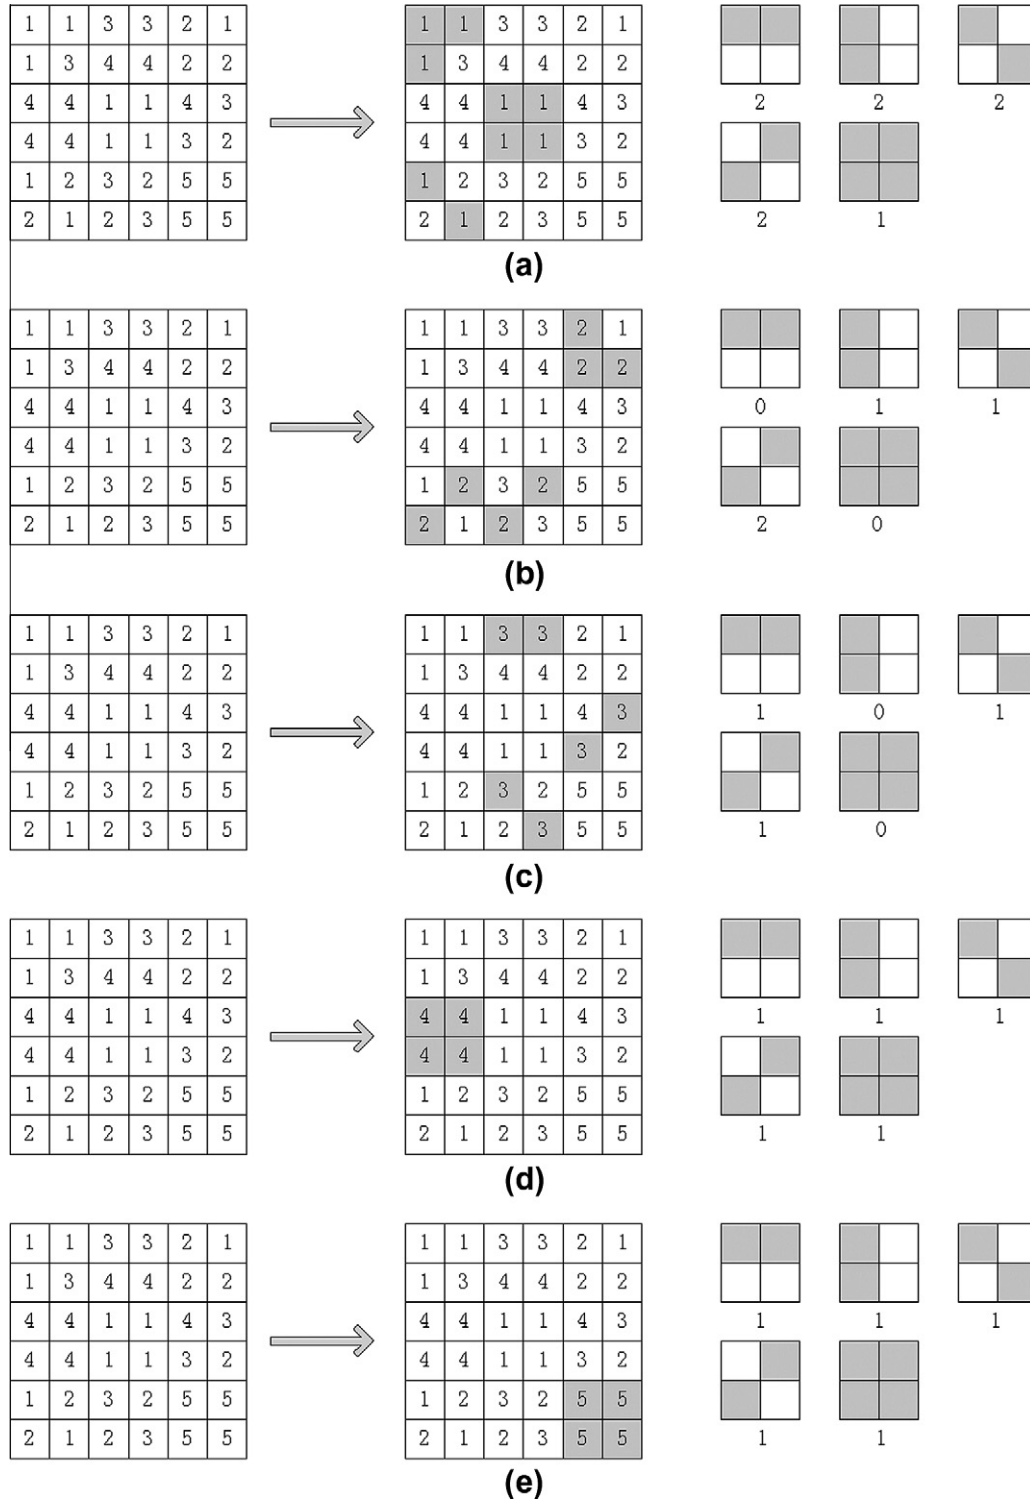 1 1 3 3 2 1 1 1 3 3 2 1
1 3 4 4 2 2 1 3 4 4 2 2
4 4 1 1 4 3 4 4 1 1 4 3 2 2 2
4 4 1 1 3 2 4 4 1 1 3 2
1 2 3 2 5 5 1 2 3 2 5 5
2 1 2 3 5 5 2 1 2 3 5 5 2 1
(a)
1 1 3 3 2 1 1 1 3 3 2 1
1 3 4 4 2 2 1 3 4 4 2 2
4 4 1 1 4 3 4 4 1 1 4 3 0 1 1
4 4 1 1 3 2 4 4 1 1 3 2
1 2 3 2 5 5 1 2 3 2 5 5
2 1 2 3 5 5 2 1 2 3 5 5 2 0
(b)
1 1 3 3 2 1 1 1 3 3 2 1
1 3 4 4 2 2 1 3 4 4 2 2
4 4 1 1 4 3 4 4 1 1 4 3 1 0 1
4 4 1 1 3 2 4 4 1 1 3 2
1 2 3 2 5 5 1 2 3 2 5 5
2 1 2 3 5 5 2 1 2 3 5 5 1 0
(c)
1 1 3 3 2 1 1 1 3 3 2 1
1 3 4 4 2 2 1 3 4 4 2 2
4 4 1 1 4 3 4 4 1 1 4 3 1 1 1
4 4 1 1 3 2 4 4 1 1 3 2
1 2 3 2 5 5 1 2 3 2 5 5
2 1 2 3 5 5 2 1 2 3 5 5 1 1
(d)
1 1 3 3 2 1 1 1 3 3 2 1
1 3 4 4 2 2 1 3 4 4 2 2
4 4 1 1 4 3 4 4 1 1 4 3 1 1 1
4 4 1 1 3 2 4 4 1 1 3 2
1 2 3 2 5 5 1 2 3 2 5 5
2 1 2 3 5 5 2 1 2 3 5 5 1 1
(e)